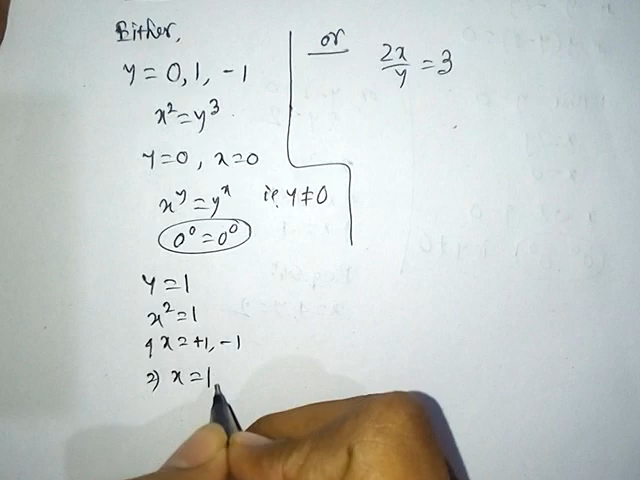 Either,
y = 0, 1, -1
x² = y³.
y = 0, x = 0
x^y = y^x i.e. y ≠ 0
0⁰ = 0⁰
y = 1
x² = 1
x = +1, -1
2) x = 1
or
2x/y = 3